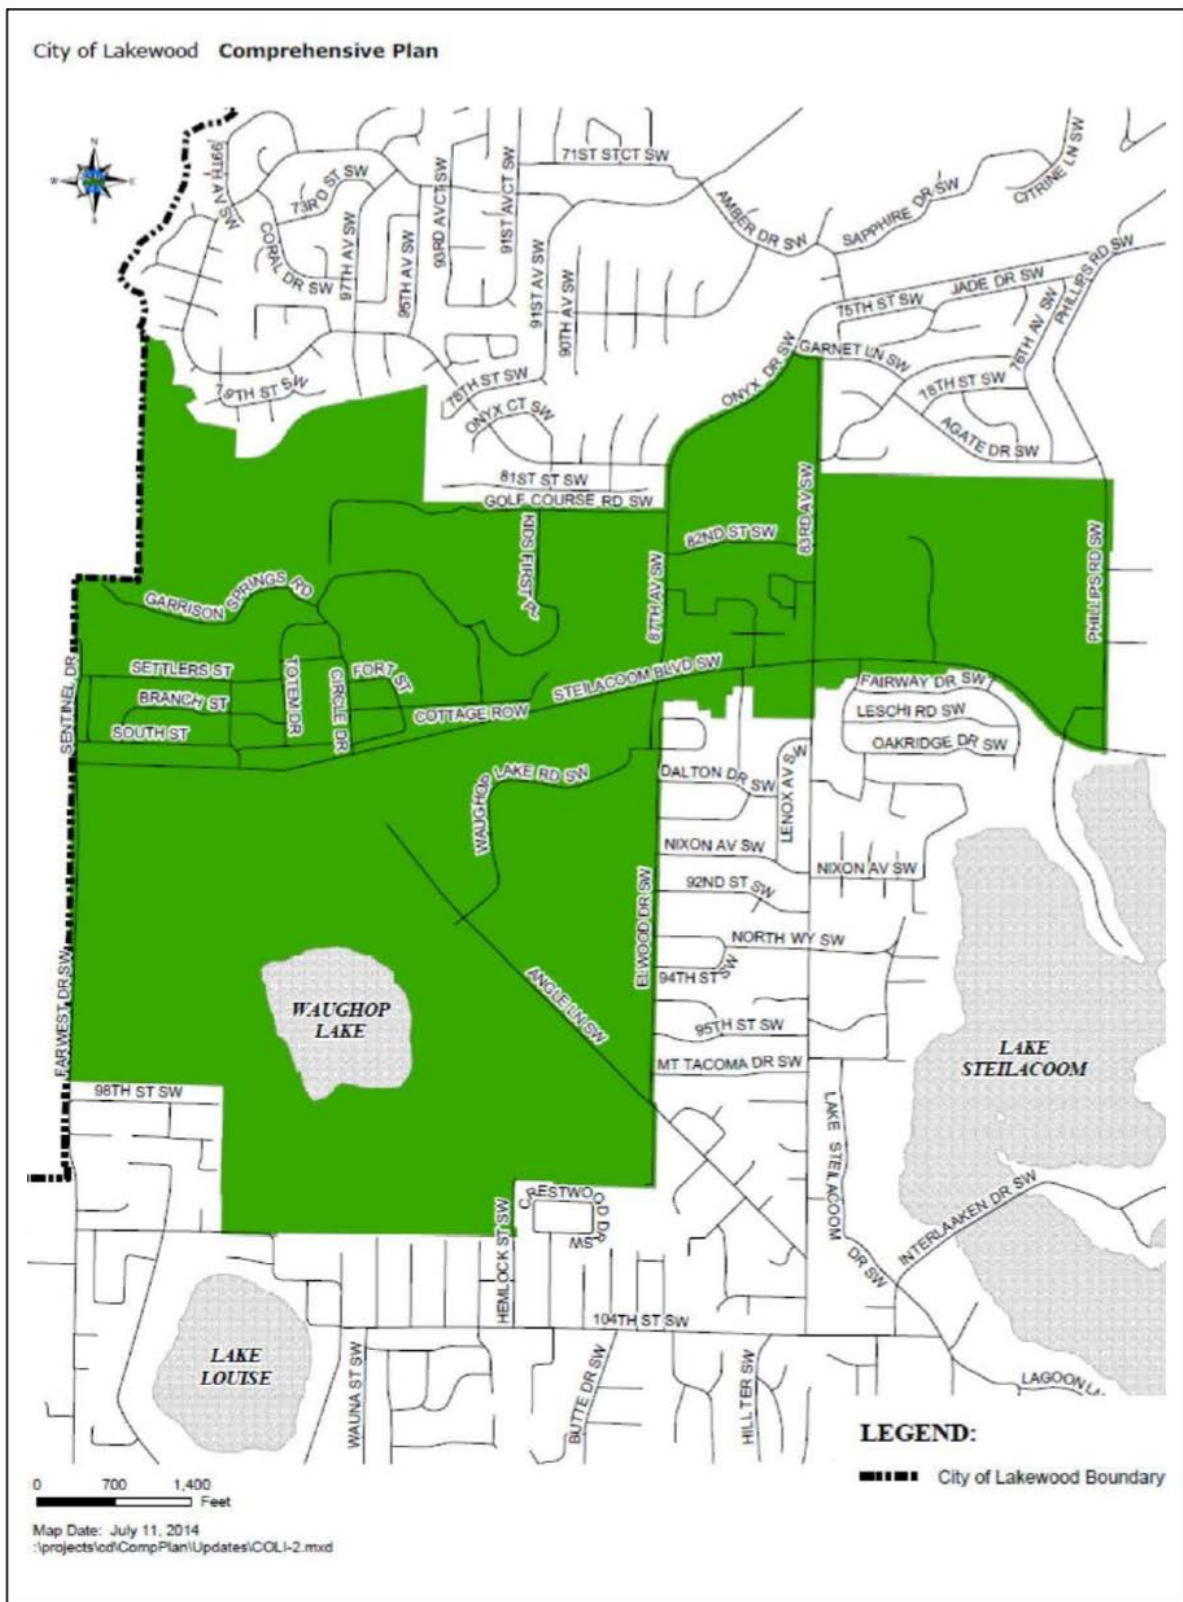 City of Lakewood Comprehensive Plan
N
W E
S
99TH AV SW
73RD ST SW
CORAL DR SW
97TH AV SW
95TH AV SW
93RD AVCT SW
91ST AVCT SW
71ST STCT SW
AMBER DR SW
SAPPHIRE DR SW
CITRINE LN SW
91ST AV SW
90TH AV SW
75TH ST SW
JADE DR SW
PHILLIPS RD SW
76TH AV SW
GARNET LN SW
78TH ST SW
AGATE DR SW
ONYX DR SW
79TH ST SW
78TH ST SW
ONYX CT SW
81ST ST SW
GOLF COURSE RD SW
KIDS FIRST PL
82ND ST SW
83RD AV SW
87TH AV SW
PHILLIPS RD SW
GARRISON SPRINGS RD
SETTLERS ST
BRANCH ST
SOUTH ST
TOTEM DR
CIRCLE DR
FORT ST
COTTAGE ROW
STEILACOOM BLVD SW
SENTINEL DR
FAIRWAY DR SW
LESCHI RD SW
OAKRIDGE DR SW
WAUGHOP LAKE RD SW
DALTON DR SW
LENOX AV SW
NIXON AV SW
NIXON AV SW
92ND ST SW
ELWOOD DR SW
NORTH WY SW
94TH ST SW
95TH ST SW
MT TACOMA DR SW
ANGLE LN SW
FARWEST DR SW
WAUGHOP
LAKE
LAKE
STEILACOOM
98TH ST SW
LAKE STEILACOOM DR SW
INTERLAAKEN DR SW
CRESTWOOD DR SW
HEMLOCK ST SW
104TH ST SW
LAKE
LOUISE
WAUNA ST SW
BUTTE DR SW
HILLTER SW
LEGEND:
City of Lakewood Boundary
0 700 1,400
Feet
Map Date: July 11, 2014
:\projects\cd\CompPlan\Updates\COLI-2.mxd